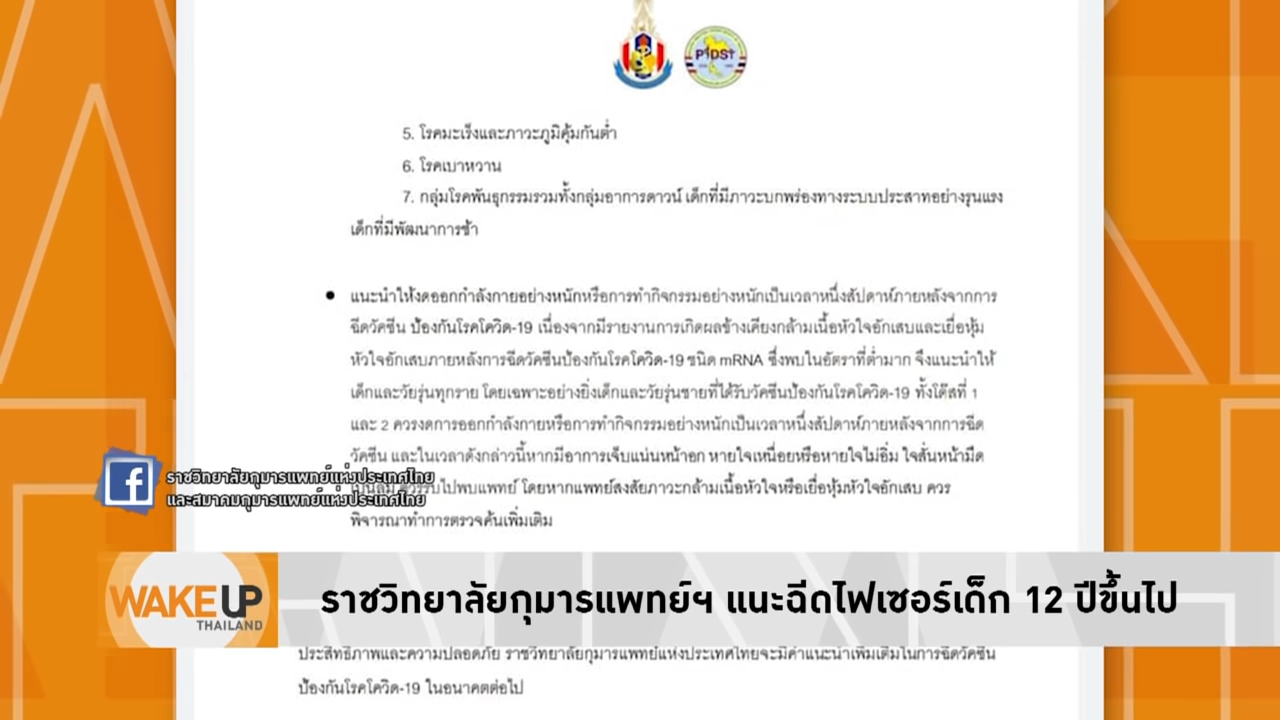 PIDST
5. โรคมะเร็งและภาวะภูมิคุ้มกันต่ำ
6. โรคเบาหวาน
7. กลุ่มโรคพันธุกรรมรวมทั้งกลุ่มอาการดาวน์ เด็กที่มีภาวะบกพร่องทางระบบประสาทอย่างรุนแรง
เด็กที่มีพัฒนาการช้า
• แนะนำให้งดออกกำลังกายอย่างหนักหรือการทำกิจกรรมอย่างหนักเป็นเวลาหนึ่งสัปดาห์ภายหลังจากการ
ฉีดวัคซีน ป้องกันโรคโควิด-19 เนื่องจากมีรายงานการเกิดผลข้างเคียงกล้ามเนื้อหัวใจอักเสบและเยื่อหุ้ม
หัวใจอักเสบภายหลังการฉีดวัคซีนป้องกันโรคโควิด-19 ชนิด mRNA ซึ่งพบในอัตราที่ต่ำมาก จึงแนะนำให้
เด็กและวัยรุ่นทุกราย โดยเฉพาะอย่างยิ่งเด็กและวัยรุ่นชายที่ได้รับวัคซีนป้องกันโรคโควิด-19 ทั้งโด๊สที่ 1
และ 2 ควรงดการออกกำลังกายหรือการทำกิจกรรมอย่างหนักเป็นเวลาหนึ่งสัปดาห์ภายหลังจากการฉีด
วัคซีน และในเวลาดังกล่าวนี้หากมีอาการเจ็บแน่นหน้าอก หายใจเหนื่อยหรือหายใจไม่อิ่ม ใจสั่นหน้ามืด
เป็นลม ควรรีบไปพบแพทย์ โดยหากแพทย์สงสัยภาวะกล้ามเนื้อหัวใจหรือเยื่อหุ้มหัวใจอักเสบ ควร
พิจารณาทำการตรวจค้นเพิ่มเติม
ราชวิทยาลัยกุมารแพทย์แห่งประเทศไทย
และสมาคมกุมารแพทย์แห่งประเทศไทย
WAKE UP
THAILAND
ราชวิทยาลัยกุมารแพทย์ฯ แนะฉีดไฟเซอร์เด็ก 12 ปีขึ้นไป
ประสิทธิภาพและความปลอดภัย ราชวิทยาลัยกุมารแพทย์แห่งประเทศไทยจะมีคำแนะนำเพิ่มเติมในการฉีดวัคซีน
ป้องกันโรคโควิด-19 ในอนาคตต่อไป